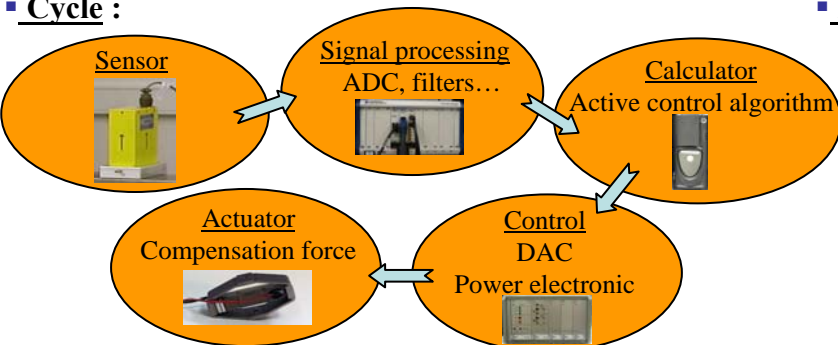 ▪ Cycle :
▪
Sensor
Signal processing
ADC, filters…
Calculator
Active control algorithm
Actuator
Compensation force
Control
DAC
Power electronic